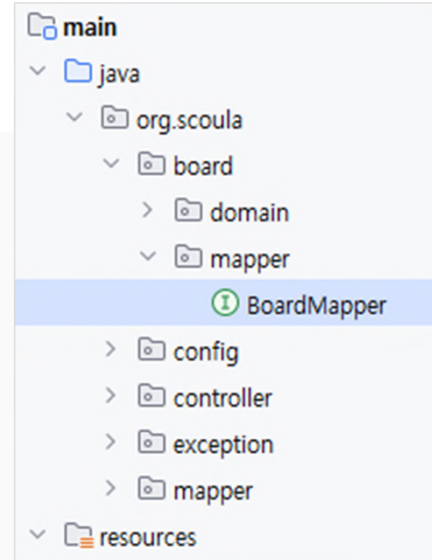 main
java
org.scoula
board
domain
mapper
BoardMapper
config
controller
exception
mapper
resources